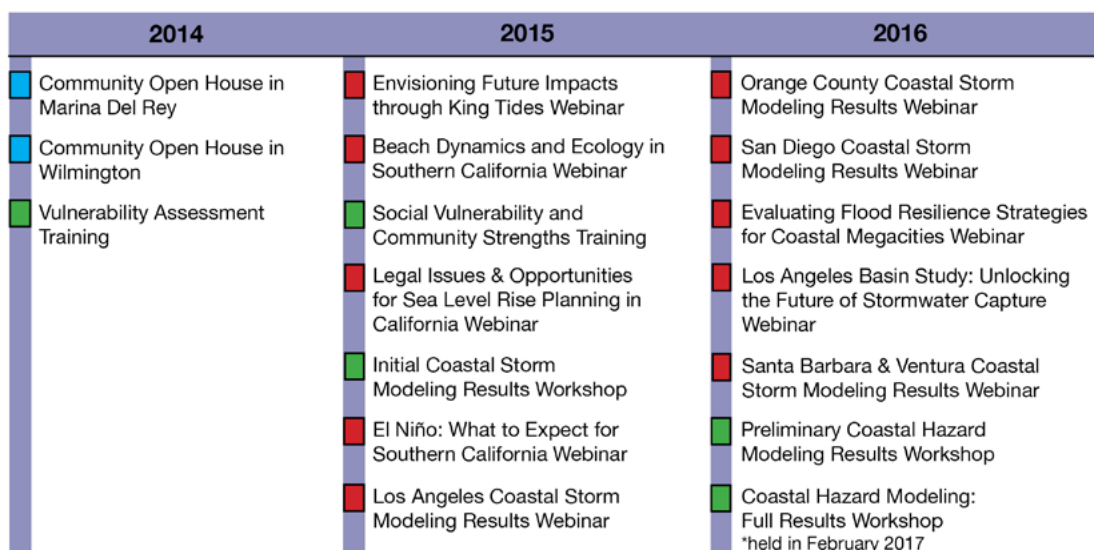 2014
Community Open House in
Marina Del Rey
Community Open House in
Wilmington
Vulnerability Assessment
Training
2015
Envisioning Future Impacts
through King Tides Webinar
Beach Dynamics and Ecology in
Southern California Webinar
Social Vulnerability and
Community Strengths Training
Legal Issues & Opportunities
for Sea Level Rise Planning in
California Webinar
Initial Coastal Storm
Modeling Results Workshop
El Niño: What to Expect for
Southern California Webinar
Los Angeles Coastal Storm
Modeling Results Webinar
2016
Orange County Coastal Storm
Modeling Results Webinar
San Diego Coastal Storm
Modeling Results Webinar
Evaluating Flood Resilience Strategies
for Coastal Megacities Webinar
Los Angeles Basin Study: Unlocking
the Future of Stormwater Capture
Webinar
Santa Barbara & Ventura Coastal
Storm Modeling Results Webinar
Preliminary Coastal Hazard
Modeling Results Workshop
Coastal Hazard Modeling:
Full Results Workshop
*held in February 2017